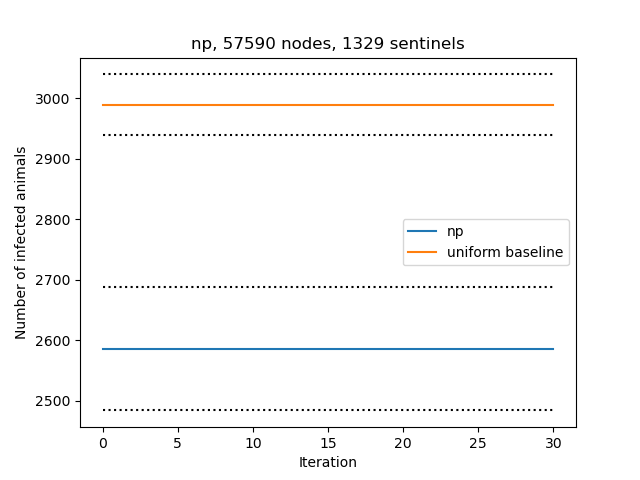 np, 57590 nodes, 1329 sentinels
Number of infected animals
3000
2900
2800
2700
2600
2500
np
uniform baseline
0 5 10 15 20 25 30
Iteration